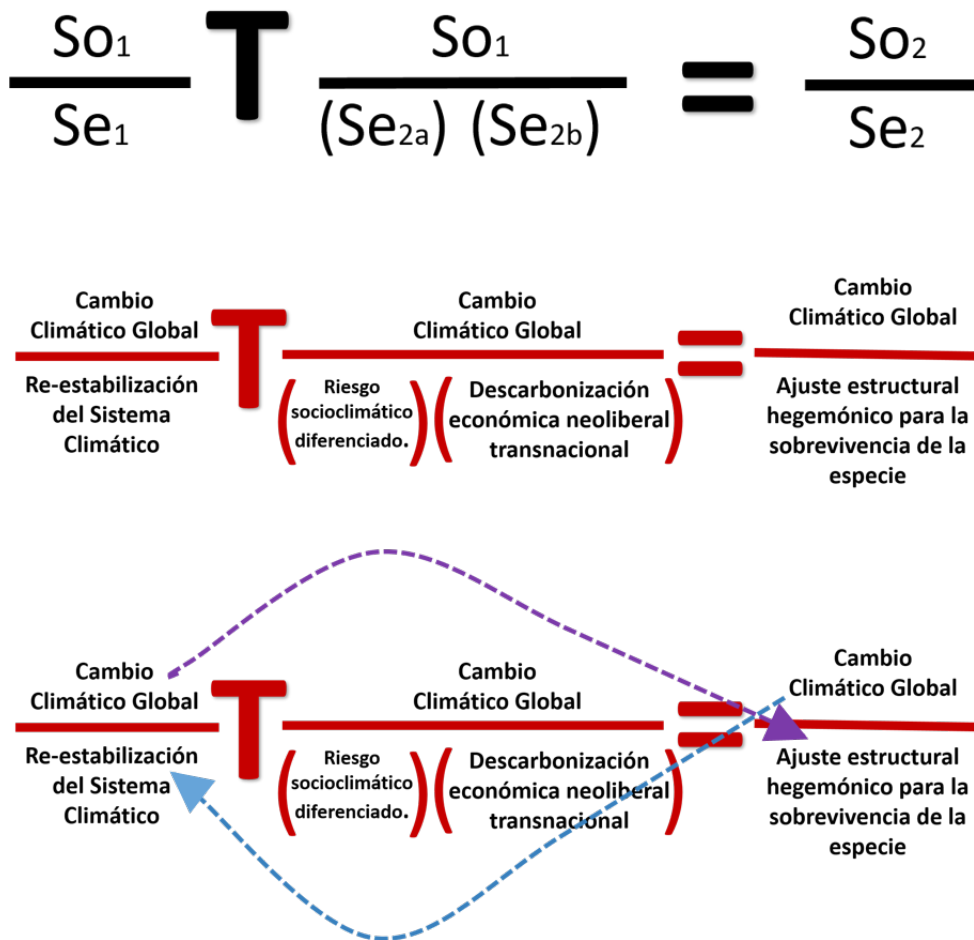 So1 T So1 = So2
Se1 (Se2a) (Se2b) Se2
Cambio
Climático Global
Re-estabilización
del Sistema
Climático
T
Cambio
Climático Global
(Riesgo
socioclimático
diferenciado.)
(Descarbonización
económica neoliberal
transnacional)
=
Cambio
Climático Global
Ajuste estructural
hegemónico para la
sobrevivencia de la
especie
Cambio
Climático Global
Re-estabilización
del Sistema
Climático
T
Cambio
Climático Global
(Riesgo
socioclimático
diferenciado.)
(Descarbonización
económica neoliberal
transnacional)
=
Cambio
Climático Global
Ajuste estructural
hegemónico para la
sobrevivencia de la
especie